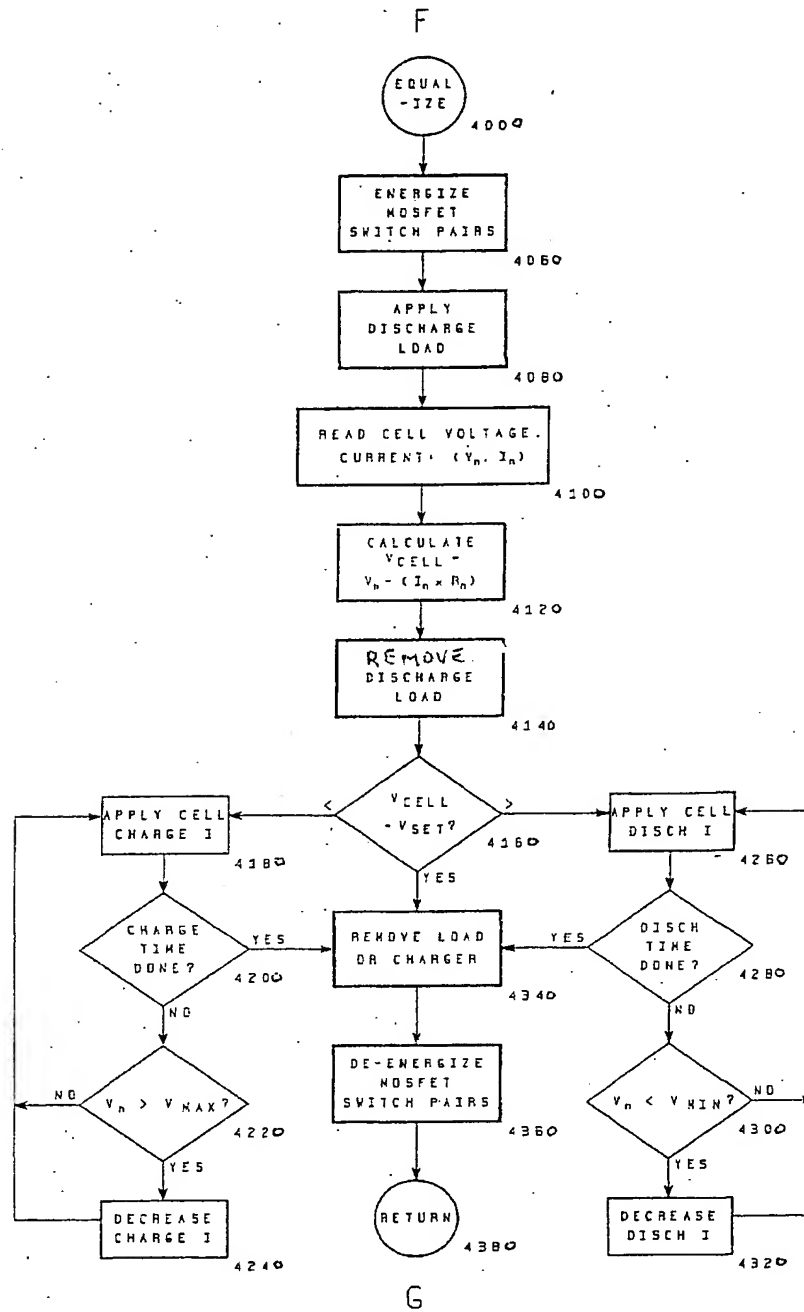 F
EQUAL
-IZE
4000
ENERGIZE
MOSFET
SWITCH PAIRS
4060
APPLY
DISCHARGE
LOAD
4080
READ CELL VOLTAGE.
CURRENT: (Vn, In)
4100
CALCULATE
VCELL =
Vn - (In × Rn)
4120
REMOVE
DISCHARGE
LOAD
4140
VCELL
= VSET?
4160
<
>
YES
APPLY CELL
CHARGE I
4180
APPLY CELL
DISCH I
4260
CHARGE
TIME
DONE?
4200
YES
NO
REMOVE LOAD
OR CHARGER
4340
DISCH
TIME
DONE?
4280
YES
NO
Vn > VMAX?
4220
NO
YES
DE-ENERGIZE
MOSFET
SWITCH PAIRS
4360
Vn < VMIN?
4300
NO
YES
DECREASE
CHARGE I
4240
RETURN
4380
DECREASE
DISCH I
4320
G